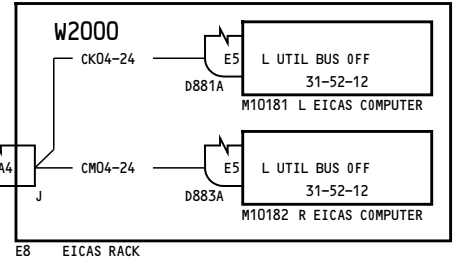 W2000
CK04-24
E5
L UTIL BUS OFF
31-52-12
D881A
M10181 L EICAS COMPUTER
A4
CM04-24
E5
L UTIL BUS OFF
31-52-12
J
D883A
M10182 R EICAS COMPUTER
E8 EICAS RACK